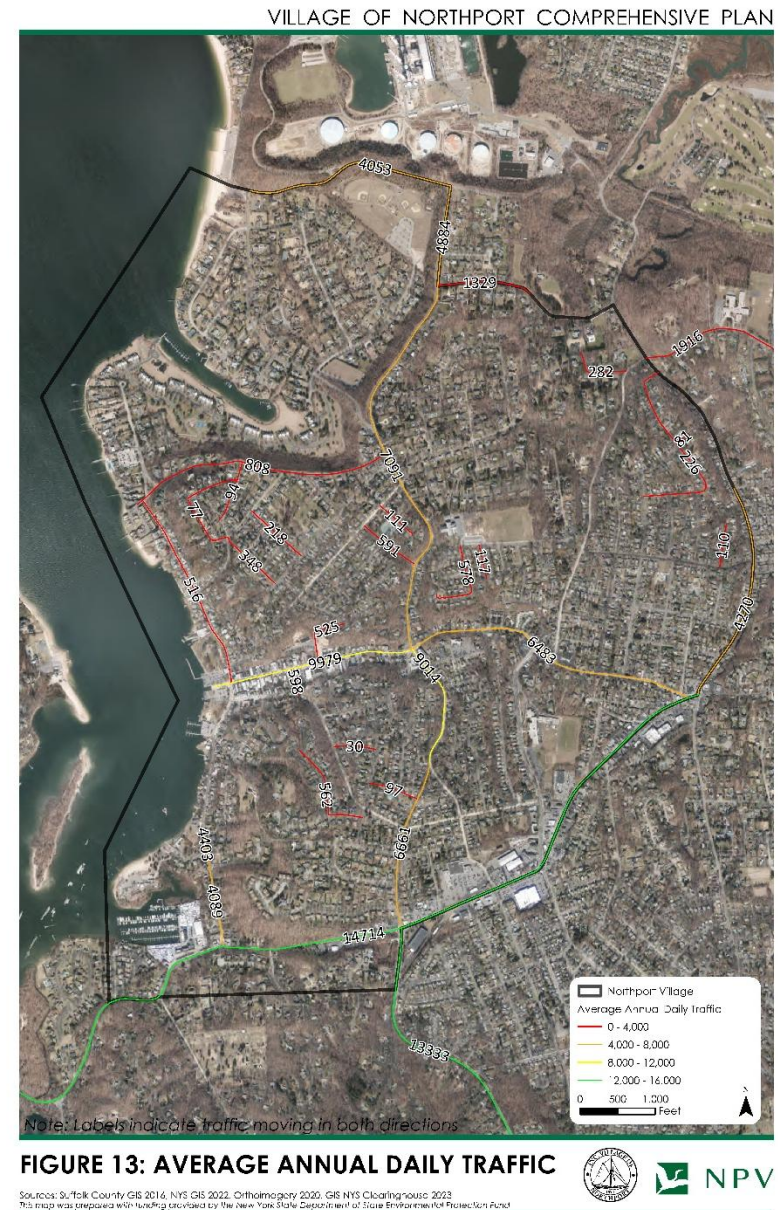 VILLAGE OF NORTHPORT COMPREHENSIVE PLAN
4053
4884
1329
1916
282
81
226
7091
808
94
77
218
348
111
591
117
578
110
516
4270
525
9979
598
9014
6483
30
562
97
4403
4089
6661
14714
13333
Northport Village
Average Annual Daily Traffic
0 - 4,000
4,000 - 8,000
8,000 - 12,000
12,000 - 16,000
N
0 500 1,000
Feet
Note: Labels indicate traffic moving in both directions
FIGURE 13: AVERAGE ANNUAL DAILY TRAFFIC
NPV
Sources: Suffolk County GIS 2016, NYS GIS 2022, Orthoimagery 2020, GIS NYS Clearinghouse 2023
This map was prepared with funding provided by the New York State Department of State Environmental Protection Fund